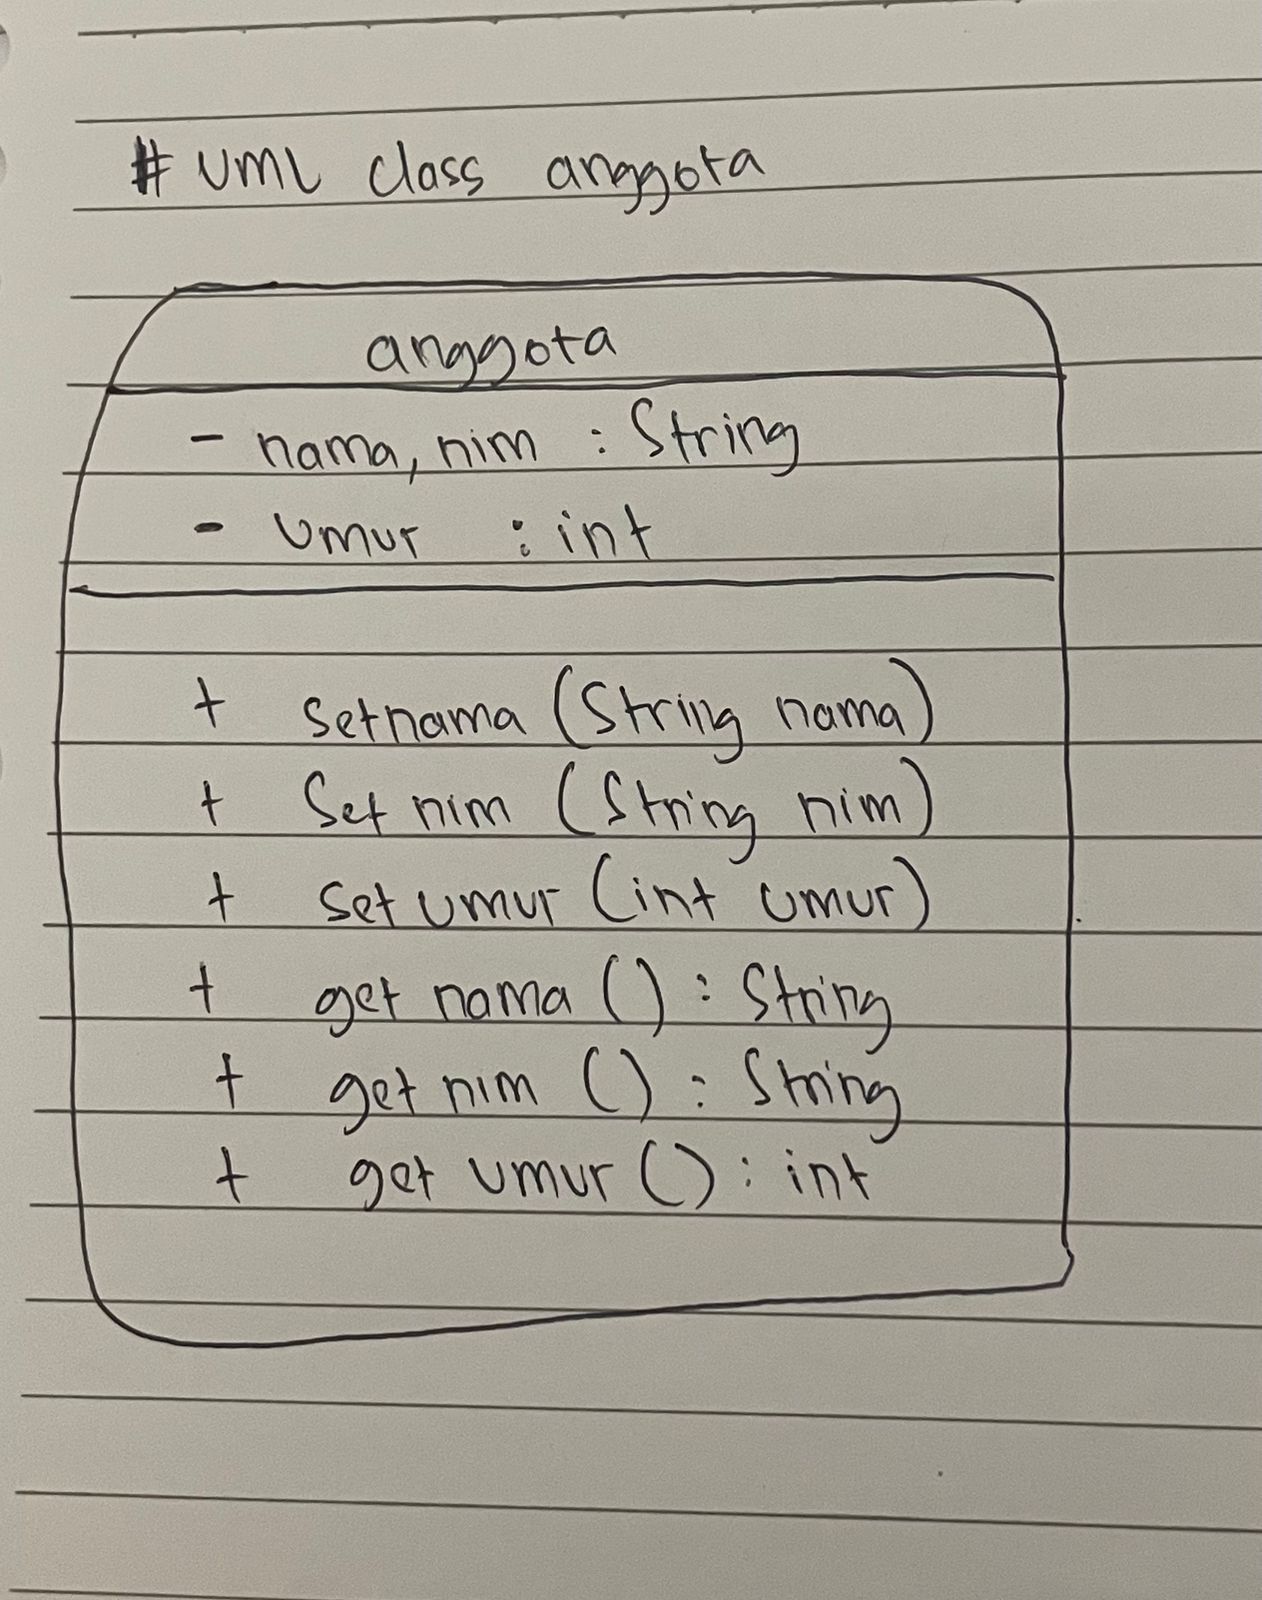 # UML class anggota
anggota
- nama, nim : String
- Umur : int
+ setnama (String nama)
+ Set nim (String nim)
+ set umur (int umur)
+ get nama () : String
+ get nim () : String
+ get umur () : int